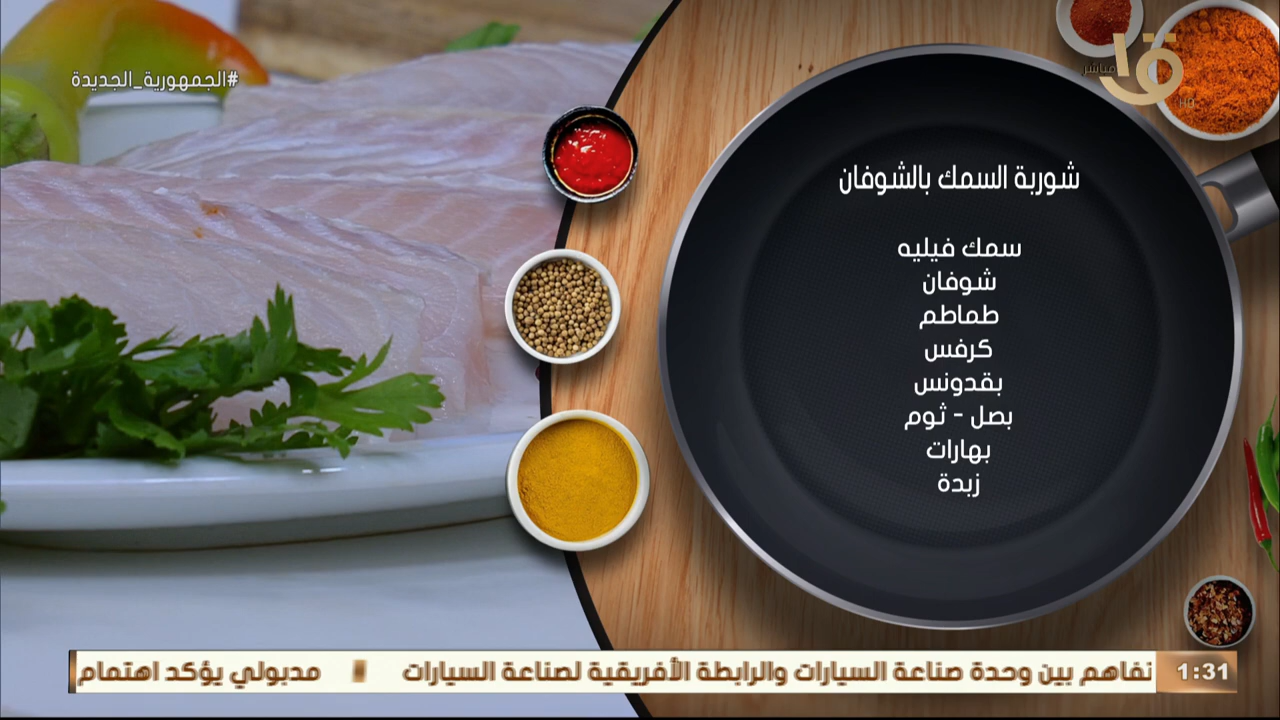 #الجمهورية_الجديدة
مباشر
HD
شوربة السمك بالشوفان
سمك فيليه
شوفان
طماطم
كرفس
بقدونس
بصل - ثوم
بهارات
زبدة
1:31
تفاهم بين وحدة صناعة السيارات والرابطة الأفريقية لصناعة السيارات
مدبولي يؤكد اهتمام